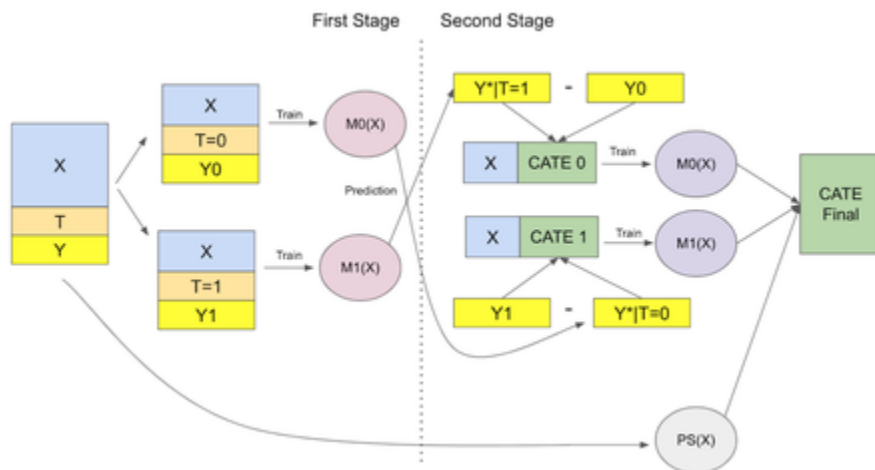 First Stage
Second Stage
X
T
Y
X
T=0
Y0
Train
M0(X)
X
T=1
Y1
Train
M1(X)
Prediction
Y*|T=1
-
Y0
X
CATE 0
Train
M0(X)
X
CATE 1
Train
M1(X)
Y1
-
Y*|T=0
PS(X)
CATE
Final